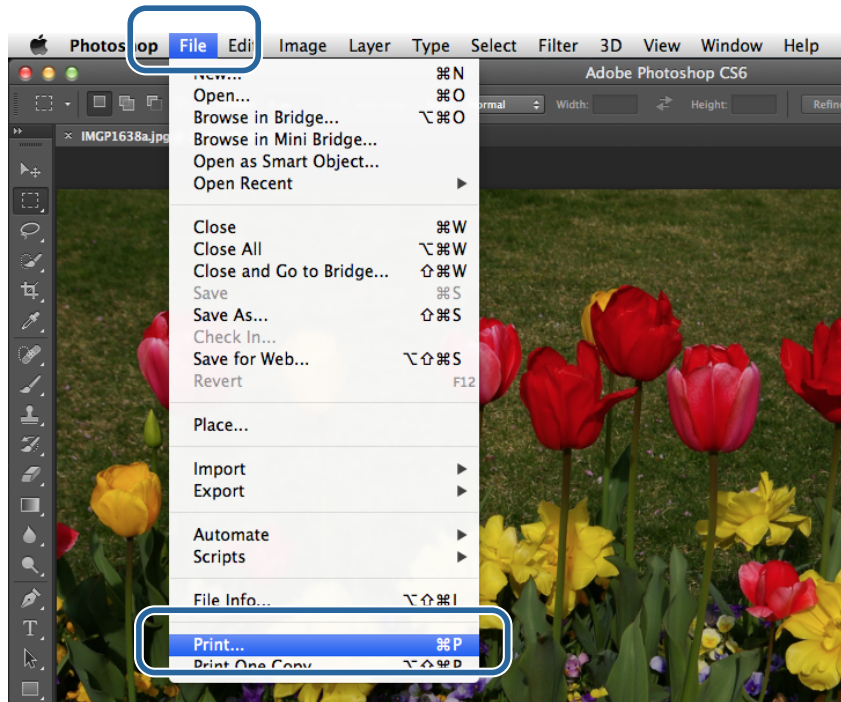 Photoshop File Edit Image Layer Type Select Filter 3D View Window Help
Adobe Photoshop CS6
Width: Height: Refine
× IMGP1638a.jpg
New... ⌘N
Open... ⌘O
Browse in Bridge... ⌥⌘O
Browse in Mini Bridge...
Open as Smart Object...
Open Recent ▶
Close ⌘W
Close All ⌥⌘W
Close and Go to Bridge... ⇧⌘W
Save ⌘S
Save As... ⇧⌘S
Check In...
Save for Web... ⌥⇧⌘S
Revert F12
Place...
Import ▶
Export ▶
Automate ▶
Scripts ▶
File Info... ⌥⇧⌘I
Print... ⌘P
Print One Copy ⌥⇧⌘P